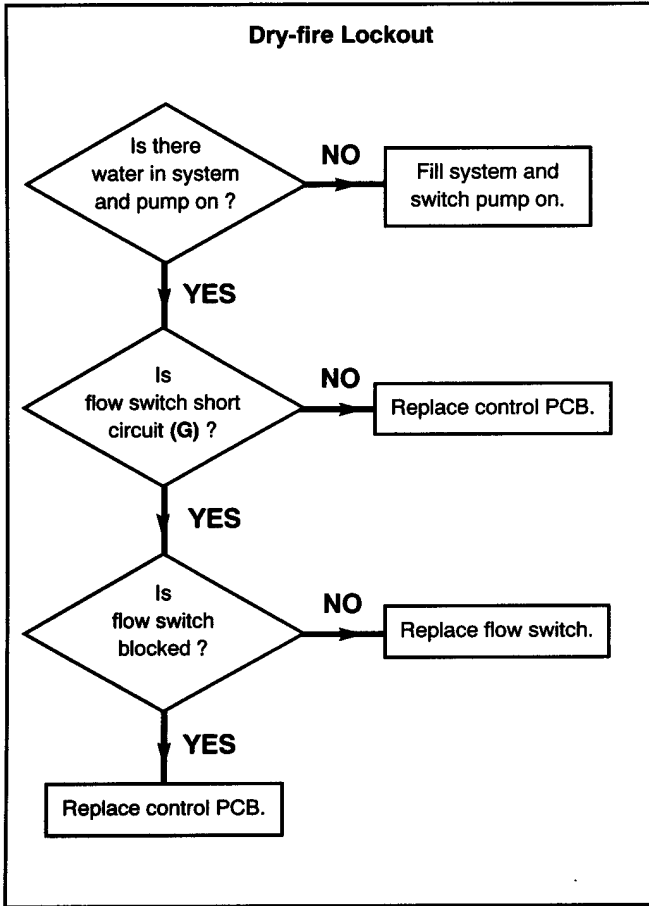 Dry-fire Lockout
Is there
water in system
and pump on ?
NO
Fill system and
switch pump on.
YES
Is
flow switch short
circuit (G) ?
NO
Replace control PCB.
YES
Is
flow switch
blocked ?
NO
Replace flow switch.
YES
Replace control PCB.